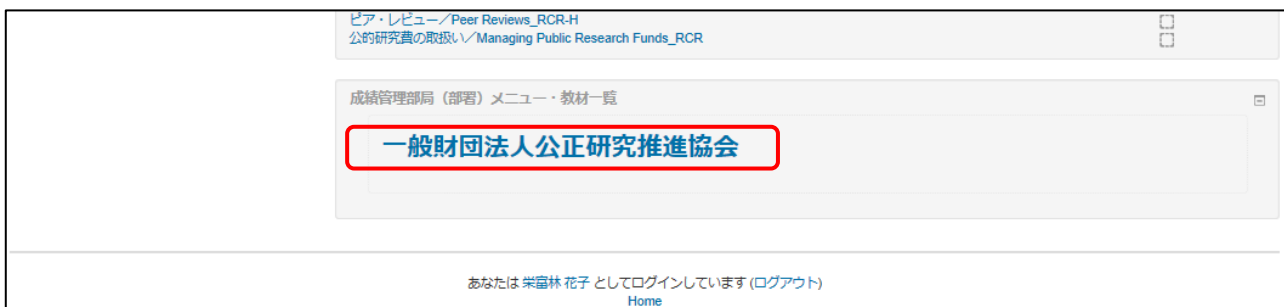 ピア・レビュー／Peer Reviews_RCR-H
公的研究費の取扱い／Managing Public Research Funds_RCR
成績管理部局（部署）メニュー・教材一覧
一般財団法人公正研究推進協会
あなたは 栄富林 花子 としてログインしています (ログアウト)
Home